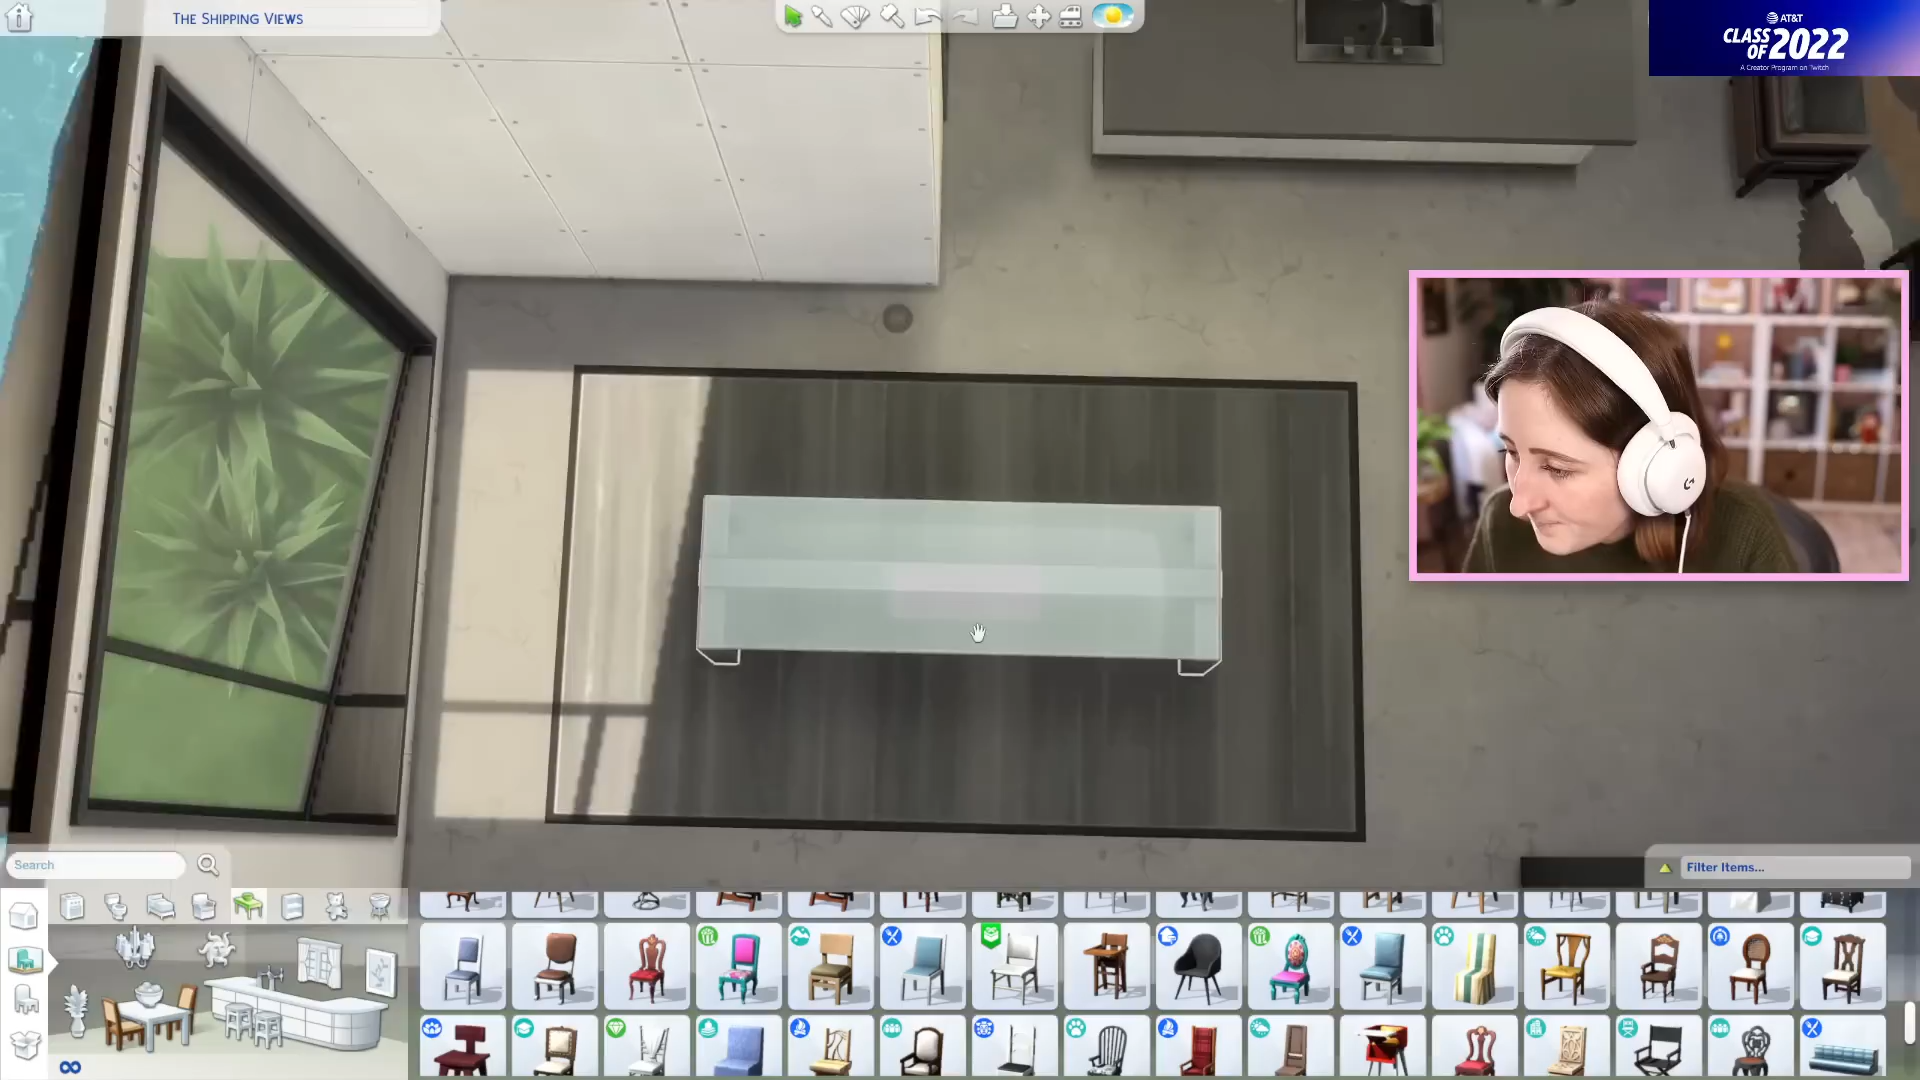 THE SHIPPING VIEWS
AT&T
CLASS
OF 2022
A Creator Program on Twitch
Search
Filter Items...